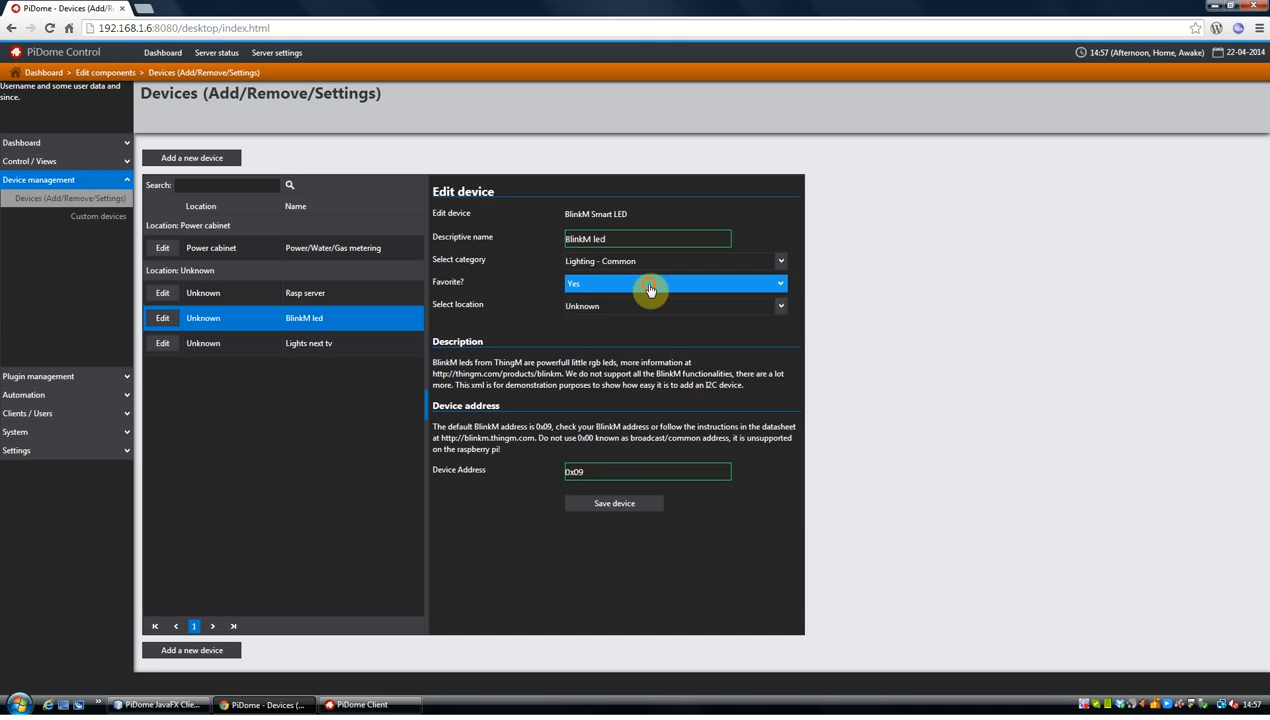 PiDome - Devices (Add/R
192.168.1.6:8080/desktop/index.html
PiDome Control
Dashboard
Server status
Server settings
14:57 (Afternoon, Home, Awake)
22-04-2014
Dashboard > Edit components > Devices (Add/Remove/Settings)
Username and some user data and
since.
Devices (Add/Remove/Settings)
Dashboard
Control / Views
Device management
Devices (Add/Remove/Settings)
Custom devices
Plugin management
Automation
Clients / Users
System
Settings
Add a new device
Search:
Location Name
Location: Power cabinet
Edit Power cabinet Power/Water/Gas metering
Location: Unknown
Edit Unknown Rasp server
Edit Unknown BlinkM led
Edit Unknown Lights next tv
1
Add a new device
Edit device
Edit device BlinkM Smart LED
Descriptive name BlinkM led
Select category Lighting - Common
Favorite? Yes
Select location Unknown
Description
BlinkM leds from ThingM are powerfull little rgb leds, more information at
http://thingm.com/products/blinkm. We do not support all the BlinkM functionalities, there are a lot
more. This xml is for demonstration purposes to show how easy it is to add an I2C device.
Device address
The default BlinkM address is 0x09, check your BlinkM address or follow the instructions in the datasheet
at http://blinkm.thingm.com. Do not use 0x00 known as broadcast/common address, it is unsupported
on the raspberry pi!
Device Address 0x09
Save device
PiDome JavaFX Clie...
PiDome - Devices (...
PiDome Client
14:57